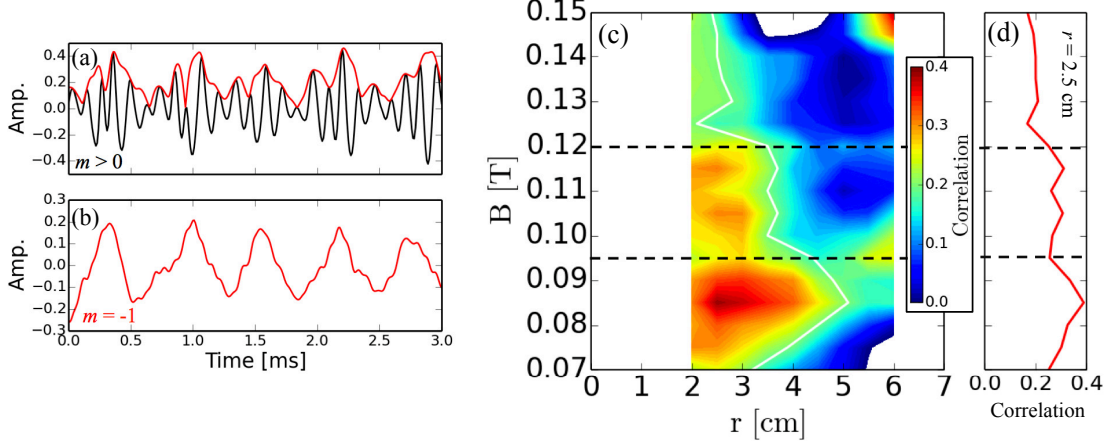 (a)
Amp.
0.4
0.2
0.0
−0.2
−0.4
m > 0
(b)
Amp.
0.3
0.2
0.1
0.0
−0.1
−0.2
−0.3
m = -1
0.0 0.5 1.0 1.5 2.0 2.5 3.0
Time [ms]
(c)
B [T]
0.15
0.14
0.13
0.12
0.11
0.10
0.09
0.08
0.07
0 1 2 3 4 5 6 7
r [cm]
0.4
0.3
0.2
0.1
0.0
Correlation
(d)
r = 2.5 cm
0.0 0.2 0.4
Correlation